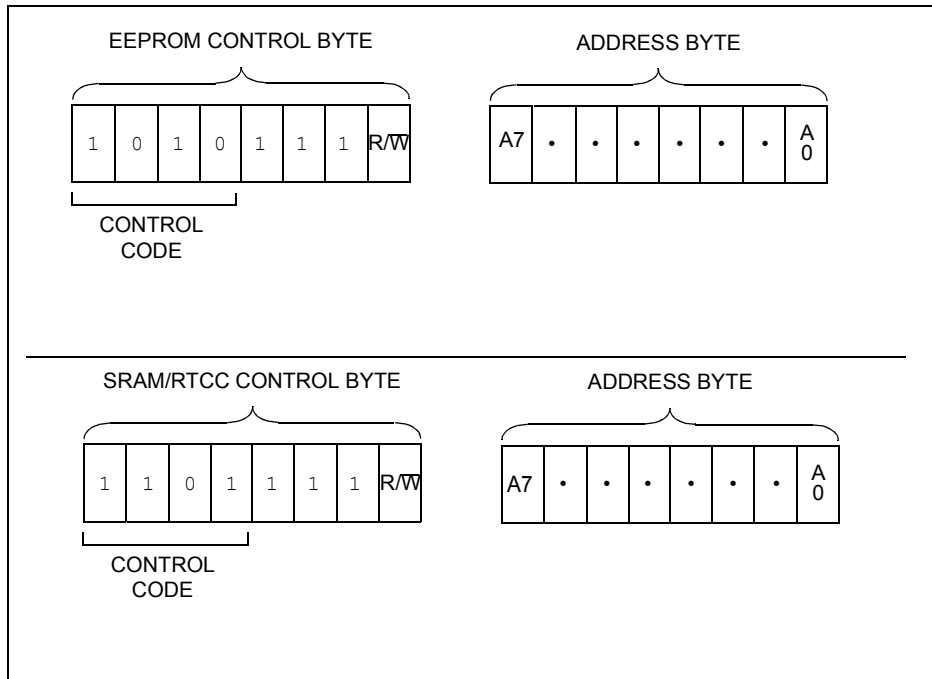 EEPROM CONTROL BYTE
ADDRESS BYTE
1 0 1 0 1 1 1 R/W̅
A7 • • • • • • A0
CONTROL
CODE
SRAM/RTCC CONTROL BYTE
ADDRESS BYTE
1 1 0 1 1 1 1 R/W̅
A7 • • • • • • A0
CONTROL
CODE